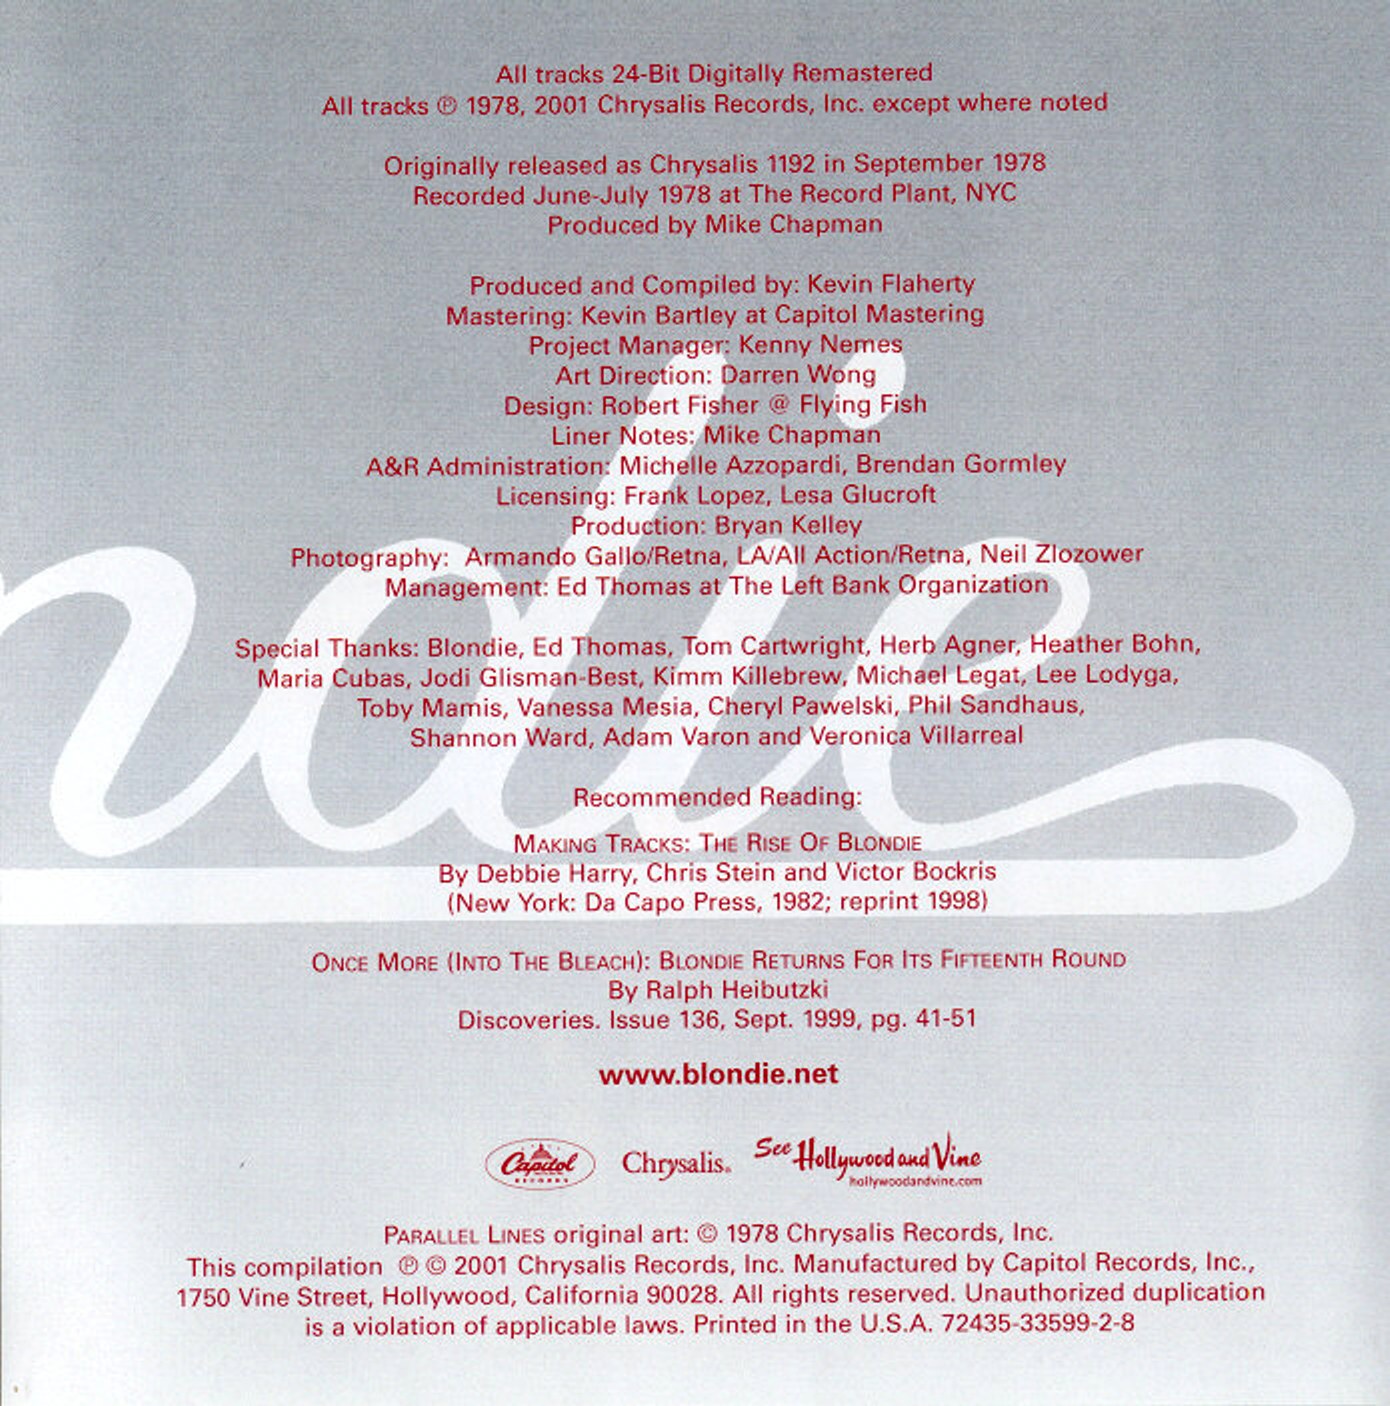 All tracks 24-Bit Digitally Remastered
All tracks ℗ 1978, 2001 Chrysalis Records, Inc. except where noted
Originally released as Chrysalis 1192 in September 1978
Recorded June-July 1978 at The Record Plant, NYC
Produced by Mike Chapman
Produced and Compiled by: Kevin Flaherty
Mastering: Kevin Bartley at Capitol Mastering
Project Manager: Kenny Nemes
Art Direction: Darren Wong
Design: Robert Fisher @ Flying Fish
Liner Notes: Mike Chapman
A&R Administration: Michelle Azzopardi, Brendan Gormley
Licensing: Frank Lopez, Lesa Glucroft
Production: Bryan Kelley
Photography: Armando Gallo/Retna, LA/All Action/Retna, Neil Zlozower
Management: Ed Thomas at The Left Bank Organization
Special Thanks: Blondie, Ed Thomas, Tom Cartwright, Herb Agner, Heather Bohn,
Maria Cubas, Jodi Glisman-Best, Kimm Killebrew, Michael Legat, Lee Lodyga,
Toby Mamis, Vanessa Mesia, Cheryl Pawelski, Phil Sandhaus,
Shannon Ward, Adam Varon and Veronica Villarreal
Recommended Reading:
MAKING TRACKS: THE RISE OF BLONDIE
By Debbie Harry, Chris Stein and Victor Bockris
(New York: Da Capo Press, 1982; reprint 1998)
ONCE MORE (INTO THE BLEACH): BLONDIE RETURNS FOR ITS FIFTEENTH ROUND
By Ralph Heibutzki
Discoveries. Issue 136, Sept. 1999, pg. 41-51
www.blondie.net
Capitol RECORDS Chrysalis® See Hollywood and Vine
hollywoodandvine.com
PARALLEL LINES original art: © 1978 Chrysalis Records, Inc.
This compilation ℗ © 2001 Chrysalis Records, Inc. Manufactured by Capitol Records, Inc.,
1750 Vine Street, Hollywood, California 90028. All rights reserved. Unauthorized duplication
is a violation of applicable laws. Printed in the U.S.A. 72435-33599-2-8
ndie